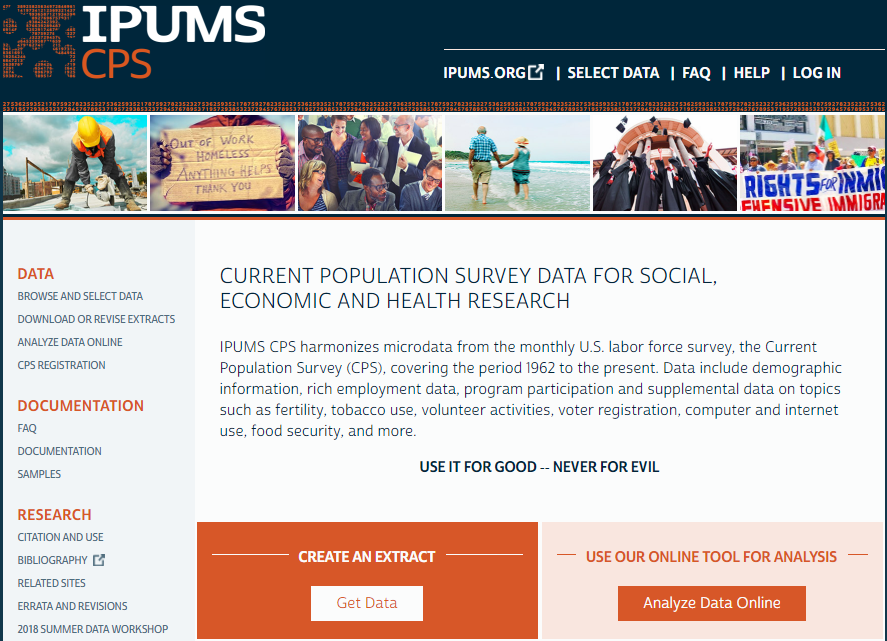 IPUMS
CPS
IPUMS.ORG | SELECT DATA | FAQ | HELP | LOG IN
OUT OF WORK
HOMELESS
ANYTHING HELPS
THANK YOU
RIGHTS FOR
DATA
BROWSE AND SELECT DATA
DOWNLOAD OR REVISE EXTRACTS
ANALYZE DATA ONLINE
CPS REGISTRATION
DOCUMENTATION
FAQ
DOCUMENTATION
SAMPLES
RESEARCH
CITATION AND USE
BIBLIOGRAPHY
RELATED SITES
ERRATA AND REVISIONS
2018 SUMMER DATA WORKSHOP
CURRENT POPULATION SURVEY DATA FOR SOCIAL,
ECONOMIC AND HEALTH RESEARCH
IPUMS CPS harmonizes microdata from the monthly U.S. labor force survey, the Current
Population Survey (CPS), covering the period 1962 to the present. Data include demographic
information, rich employment data, program participation and supplemental data on topics
such as fertility, tobacco use, volunteer activities, voter registration, computer and internet
use, food security, and more.
USE IT FOR GOOD -- NEVER FOR EVIL
CREATE AN EXTRACT
Get Data
USE OUR ONLINE TOOL FOR ANALYSIS
Analyze Data Online